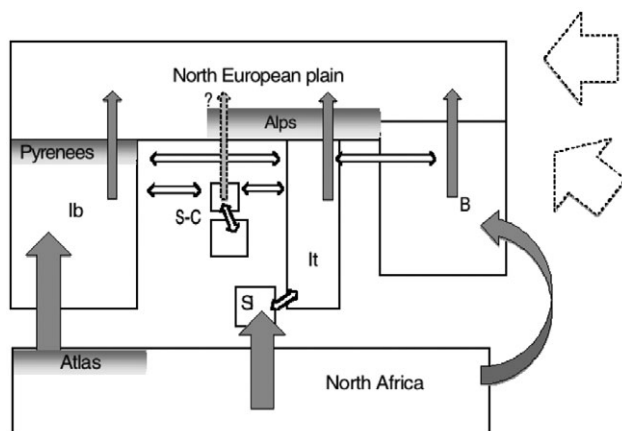 North European plain
?
Alps
Pyrenees
Ib
S-C
B
It
SI
Atlas
North Africa